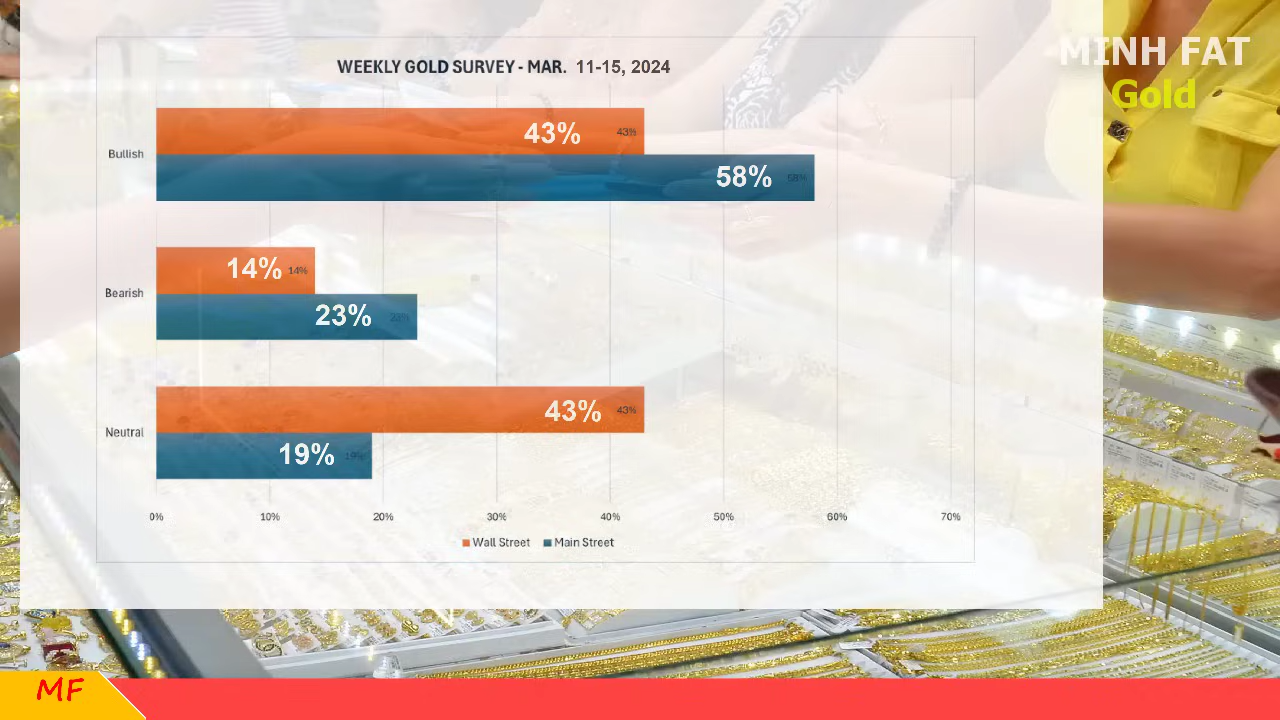 WEEKLY GOLD SURVEY - MAR. 11-15, 2024
MINH FAT
Gold
43% 43%
Bullish
58% 58%
14% 14%
Bearish
23% 23%
43% 43%
Neutral
19% 19%
0% 10% 20% 30% 40% 50% 60% 70%
Wall Street Main Street
MF